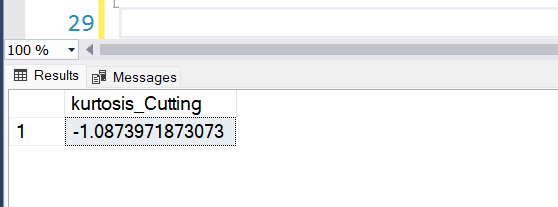 29
100 %
Results Messages
kurtosis_Cutting
1 -1.0873971873073